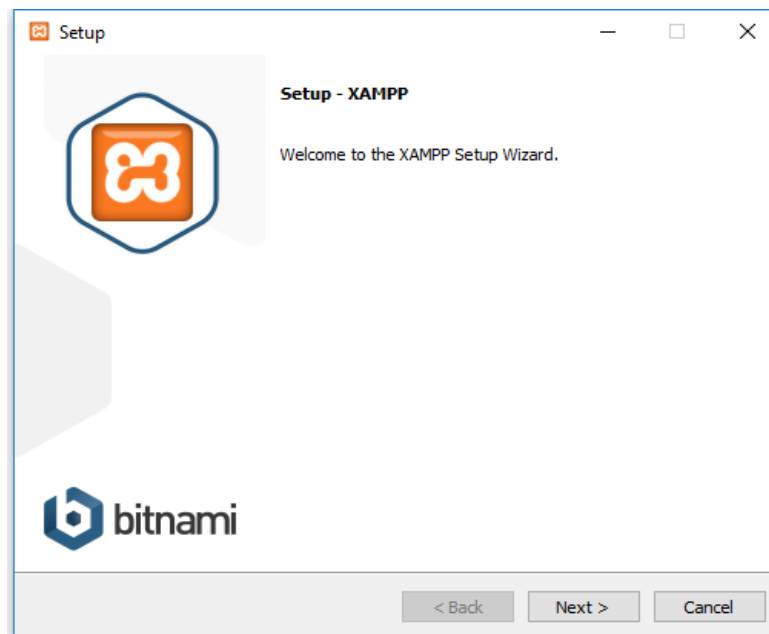 Setup
Setup - XAMPP
Welcome to the XAMPP Setup Wizard.
bitnami
< Back
Next >
Cancel